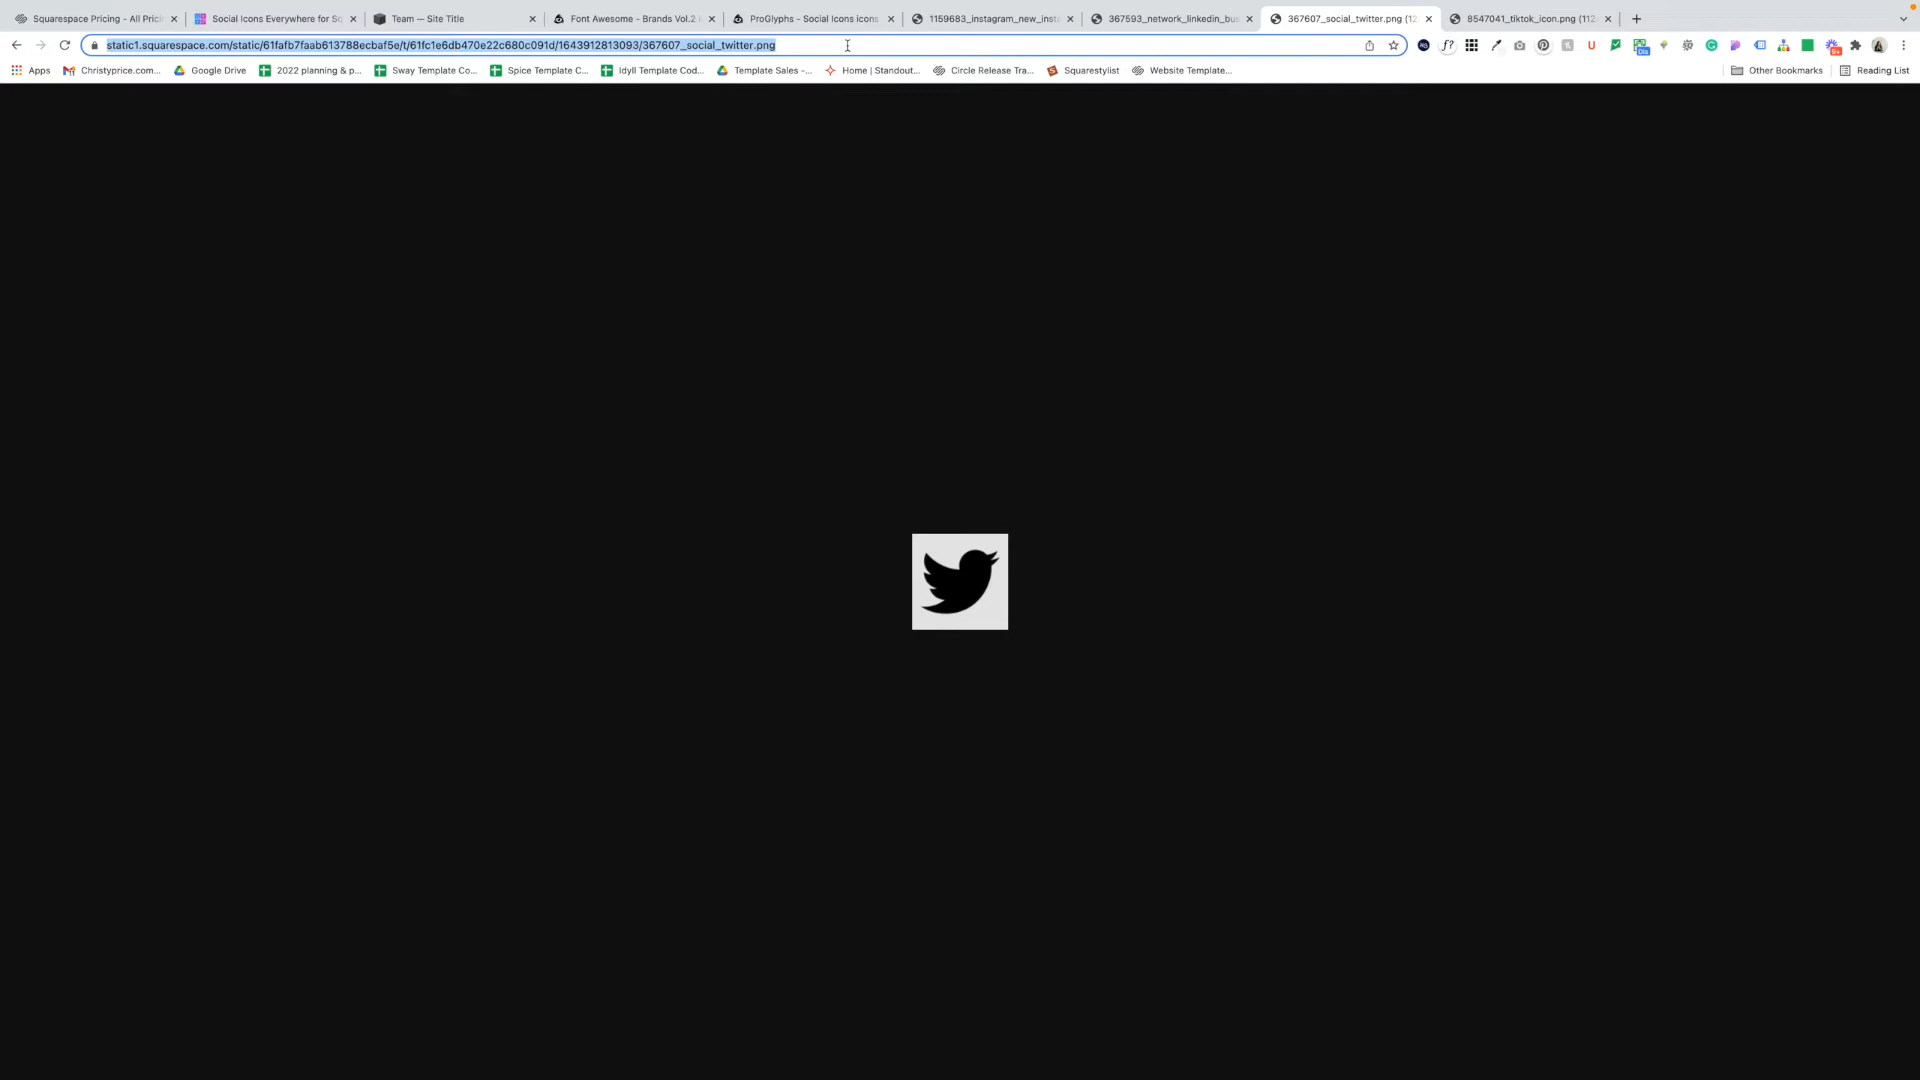 Squarespace Pricing - All Prici
Social Icons Everywhere for Sq
Team — Site Title
Font Awesome - Brands Vol.2 i
ProGlyphs - Social Icons icons
1159683_instagram_new_insta
367593_network_linkedin_bus
367607_social_twitter.png (12
8547041_tiktok_icon.png (112
static1.squarespace.com/static/61fafb7faab613788ecbaf5e/t/61fc1e6db470e22c680c091d/1643912813093/367607_social_twitter.png
Apps
Christyprice.com...
Google Drive
2022 planning & p...
Sway Template Co...
Spice Template C...
Idyll Template Cod...
Template Sales -...
Home | Standout...
Circle Release Tra...
Squarestylist
Website Template...
Other Bookmarks
Reading List